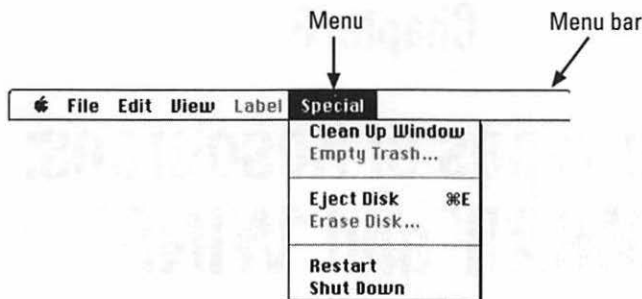 Menu
Menu bar
File Edit View Label Special
Clean Up Window
Empty Trash...
Eject Disk ⌘E
Erase Disk...
Restart
Shut Down